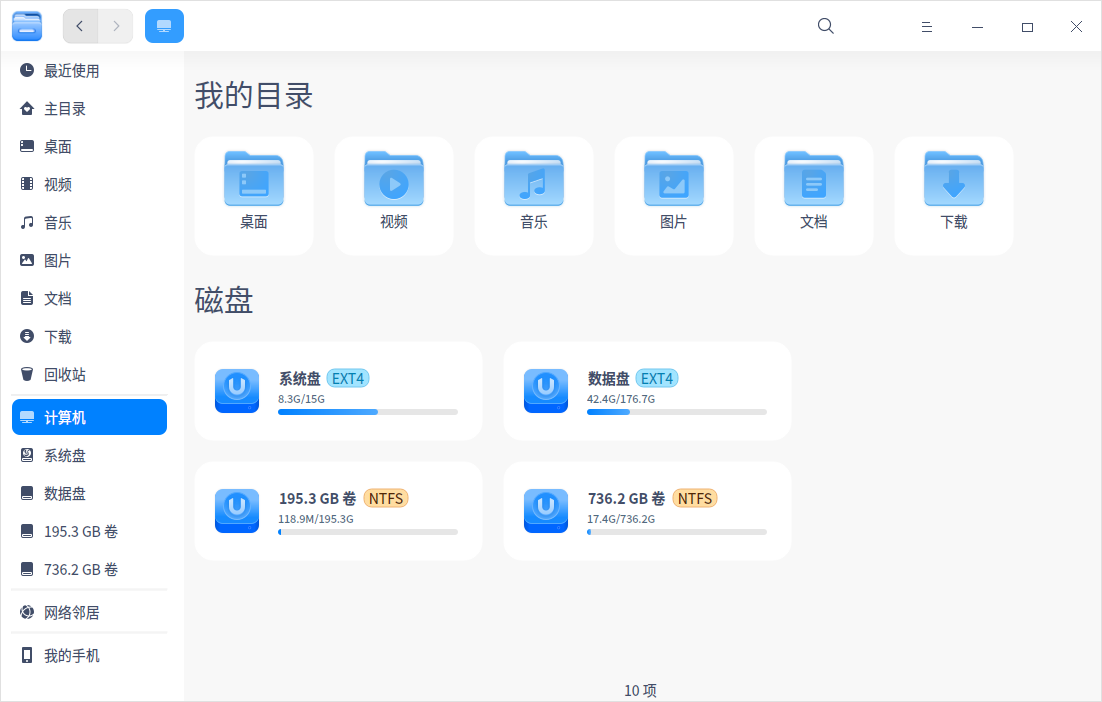 最近使用
主目录
桌面
视频
音乐
图片
文档
下载
回收站
计算机
系统盘
数据盘
195.3 GB 卷
736.2 GB 卷
网络邻居
我的手机
我的目录
桌面
视频
音乐
图片
文档
下载
磁盘
系统盘 EXT4
8.3G/15G
数据盘 EXT4
42.4G/176.7G
195.3 GB 卷 NTFS
118.9M/195.3G
736.2 GB 卷 NTFS
17.4G/736.2G
10 项